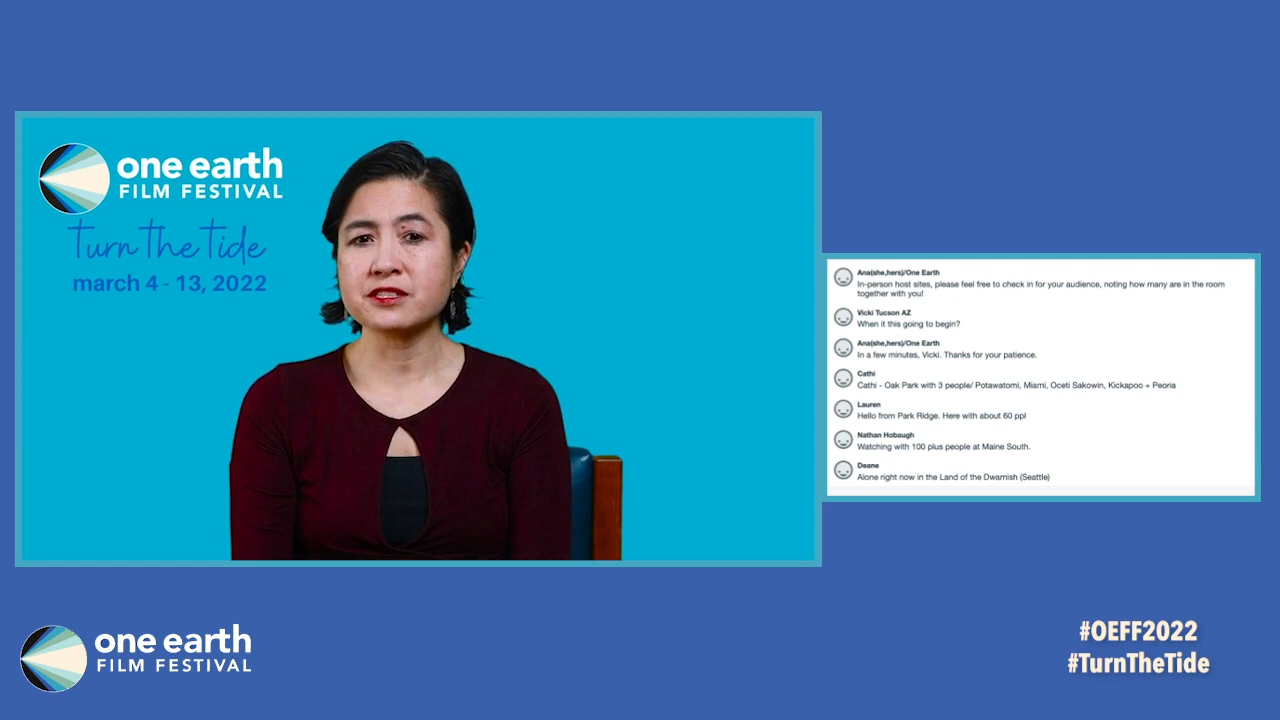 one earth
FILM FESTIVAL
turn the tide
march 4 - 13, 2022
Ana(she,hers)/One Earth
In-person host sites, please feel free to check in for your audience, noting how many are in the room
together with you!
Vicki Tucson AZ
When it this going to begin?
Ana(she,hers)/One Earth
In a few minutes, Vicki. Thanks for your patience.
Cathi
Cathi - Oak Park with 3 people/ Potawatomi, Miami, Oceti Sakowin, Kickapoo + Peoria
Lauren
Hello from Park Ridge. Here with about 60 ppl
Nathan Hobaugh
Watching with 100 plus people at Maine South.
Deane
Alone right now in the Land of the Dwamish (Seattle)
one earth
FILM FESTIVAL
#OEFF2022
#TurnTheTide